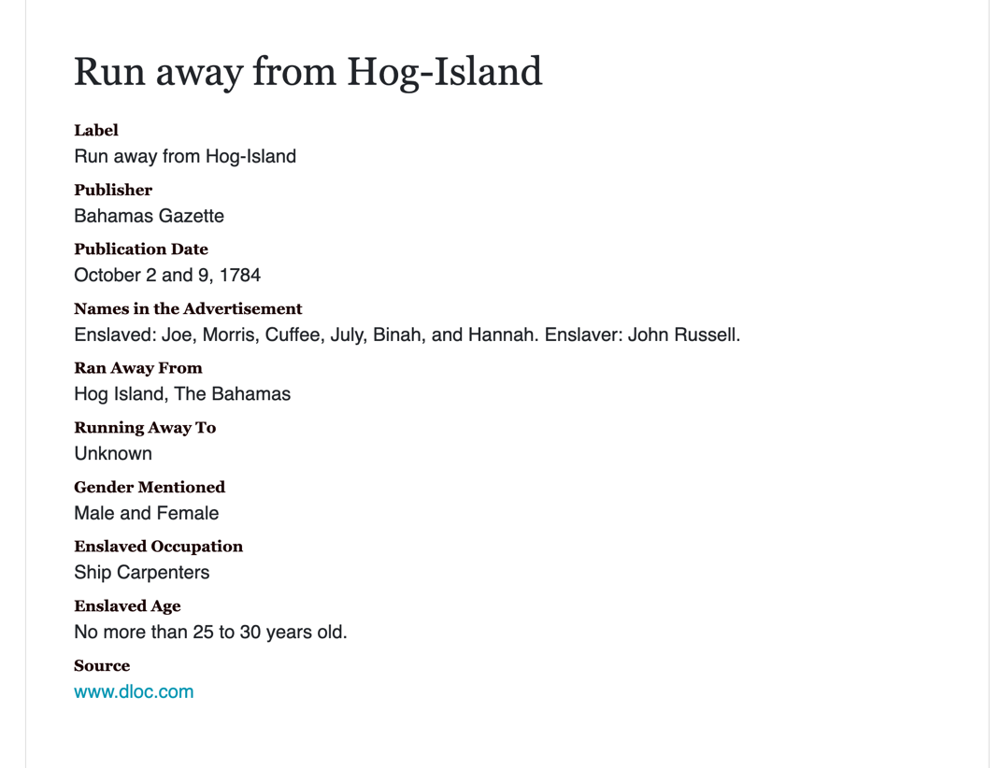 Run away from Hog-Island
Label
Run away from Hog-Island
Publisher
Bahamas Gazette
Publication Date
October 2 and 9, 1784
Names in the Advertisement
Enslaved: Joe, Morris, Cuffee, July, Binah, and Hannah. Enslaver: John Russell.
Ran Away From
Hog Island, The Bahamas
Running Away To
Unknown
Gender Mentioned
Male and Female
Enslaved Occupation
Ship Carpenters
Enslaved Age
No more than 25 to 30 years old.
Source
www.dloc.com